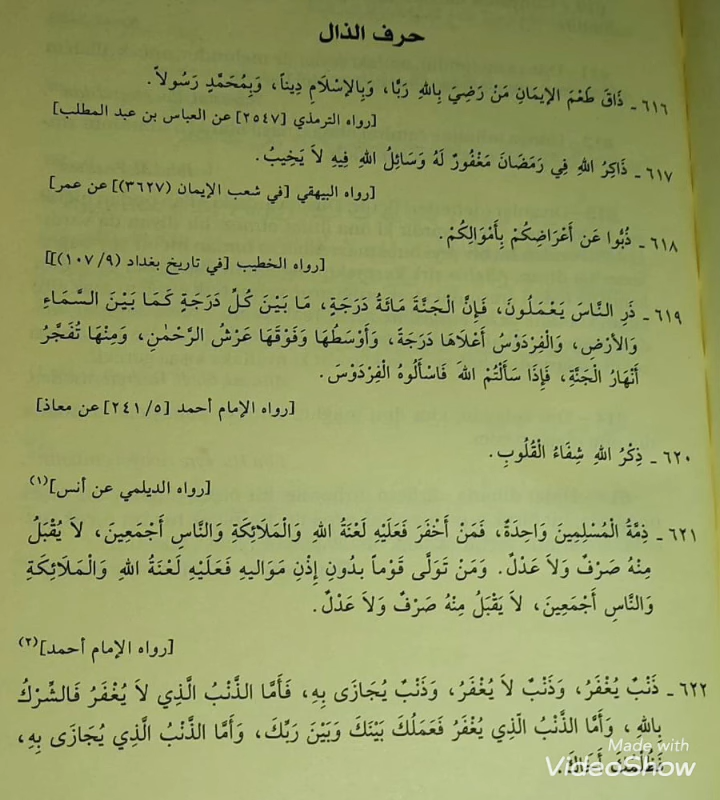 حرف الذال
٦١٦ ـ ذَاقَ طَعْمَ الإِيمَانِ مَنْ رَضِيَ بِاللهِ رَبًّا، وَبِالإِسْلَامِ دِيناً، وَبِمُحَمَّدٍ رَسُولاً.
[رواه الترمذي [٢٥٤٧] عن العباس بن عبد المطلب]
٦١٧ ـ ذَاكِرُ اللهِ فِي رَمَضَانَ مَغْفُورٌ لَهُ وَسَائِلُ اللهِ فِيهِ لاَ يَخِيبُ.
[رواه البيهقي [في شعب الإيمان (٣٦٢٧)] عن عمر]
٦١٨ ـ ذُبُّوا عَن أَعْرَاضِكُمْ بِأَمْوَالِكُمْ.
[رواه الخطيب [في تاريخ بغداد (٩/١٠٧)]]
٦١٩ ـ ذَرِ النَّاسَ يَعْمَلُونَ، فَإِنَّ الْجَنَّةَ مَائَةُ دَرَجَةٍ، مَا بَيْنَ كُلِّ دَرَجَةٍ كَمَا بَيْنَ السَّمَاءِ
وَالأَرْضِ، وَالْفِرْدَوْسُ أَعْلاَهَا دَرَجَةً، وَأَوْسَطُهَا وَفَوْقَهَا عَرْشُ الرَّحْمٰنِ، وَمِنْهَا تُفَجَّرُ
أَنْهَارُ الْجَنَّةِ، فَإِذَا سَأَلْتُمْ اللهَ فَاسْأَلُوهُ الْفِرْدَوْسَ.
[رواه الإمام أحمد [٥/٢٤١] عن معاذ]
٦٢٠ ـ ذِكْرُ اللهِ شِفَاءُ الْقُلُوبِ.
[رواه الديلمي عن أنس](١)
٦٢١ ـ ذِمَّةُ الْمُسْلِمِينَ وَاحِدَةٌ، فَمَنْ أَخْفَرَ فَعَلَيْهِ لَعْنَةُ اللهِ وَالْمَلاَئِكَةِ وَالنَّاسِ أَجْمَعِينَ، لاَ يُقْبَلُ
مِنْهُ صَرْفٌ وَلاَ عَدْلٌ. وَمَنْ تَوَلَّى قَوْماً بِدُونِ إِذْنِ مَوَالِيهِ فَعَلَيْهِ لَعْنَةُ اللهِ وَالْمَلاَئِكَةِ
وَالنَّاسِ أَجْمَعِينَ، لاَ يَقْبَلُ مِنْهُ صَرْفٌ وَلاَ عَدْلٌ.
[رواه الإمام أحمد](٢)
٦٢٢ ـ ذَنْبٌ يُغْفَرُ، وَذَنْبٌ لاَ يُغْفَرُ، وَذَنْبٌ يُجَازَى بِهِ، فَأَمَّا الذَّنْبُ الَّذِي لاَ يُغْفَرُ فَالشِّرْكُ
بِاللهِ، وَأَمَّا الذَّنْبُ الَّذِي يُغْفَرُ فَعَمَلُكَ بَيْنَكَ وَبَيْنَ رَبِّكَ، وَأَمَّا الذَّنْبُ الَّذِي يُجَازَى بِهِ،
فَظُلْمُكَ أَخَاكَ.
Made with
VideoShow